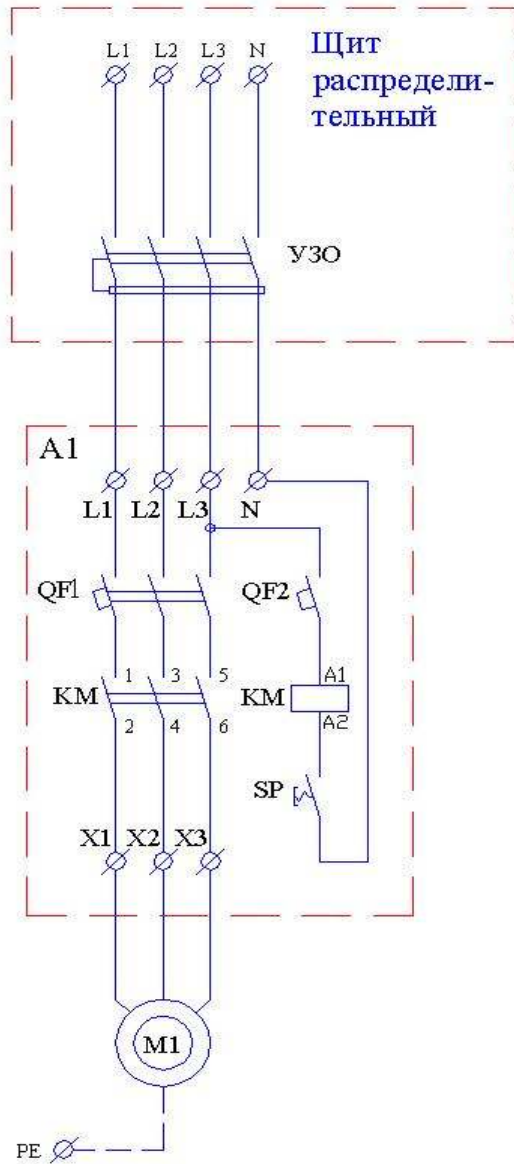 L1 L2 L3 N
Щит
распредели-
тельный
УЗО
A1
L1 L2 L3 N
QF1 QF2
KM 1 3 5 KM A1
2 4 6 A2
SP
X1 X2 X3
M1
PE